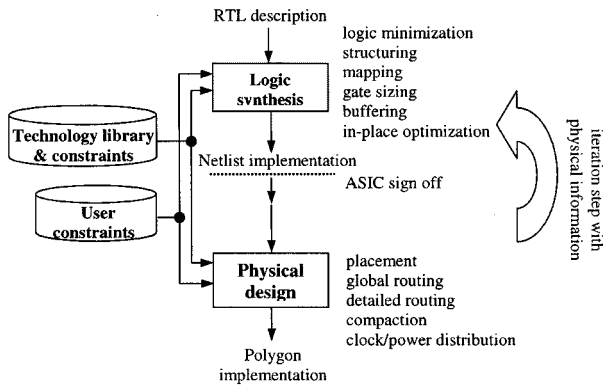 RTL description
Logic
synthesis
logic minimization
structuring
mapping
gate sizing
buffering
in-place optimization
Technology library
& constraints
Netlist implementation
ASIC sign off
User
constraints
Physical
design
placement
global routing
detailed routing
compaction
clock/power distribution
Polygon
implementation
iteration step with
physical information